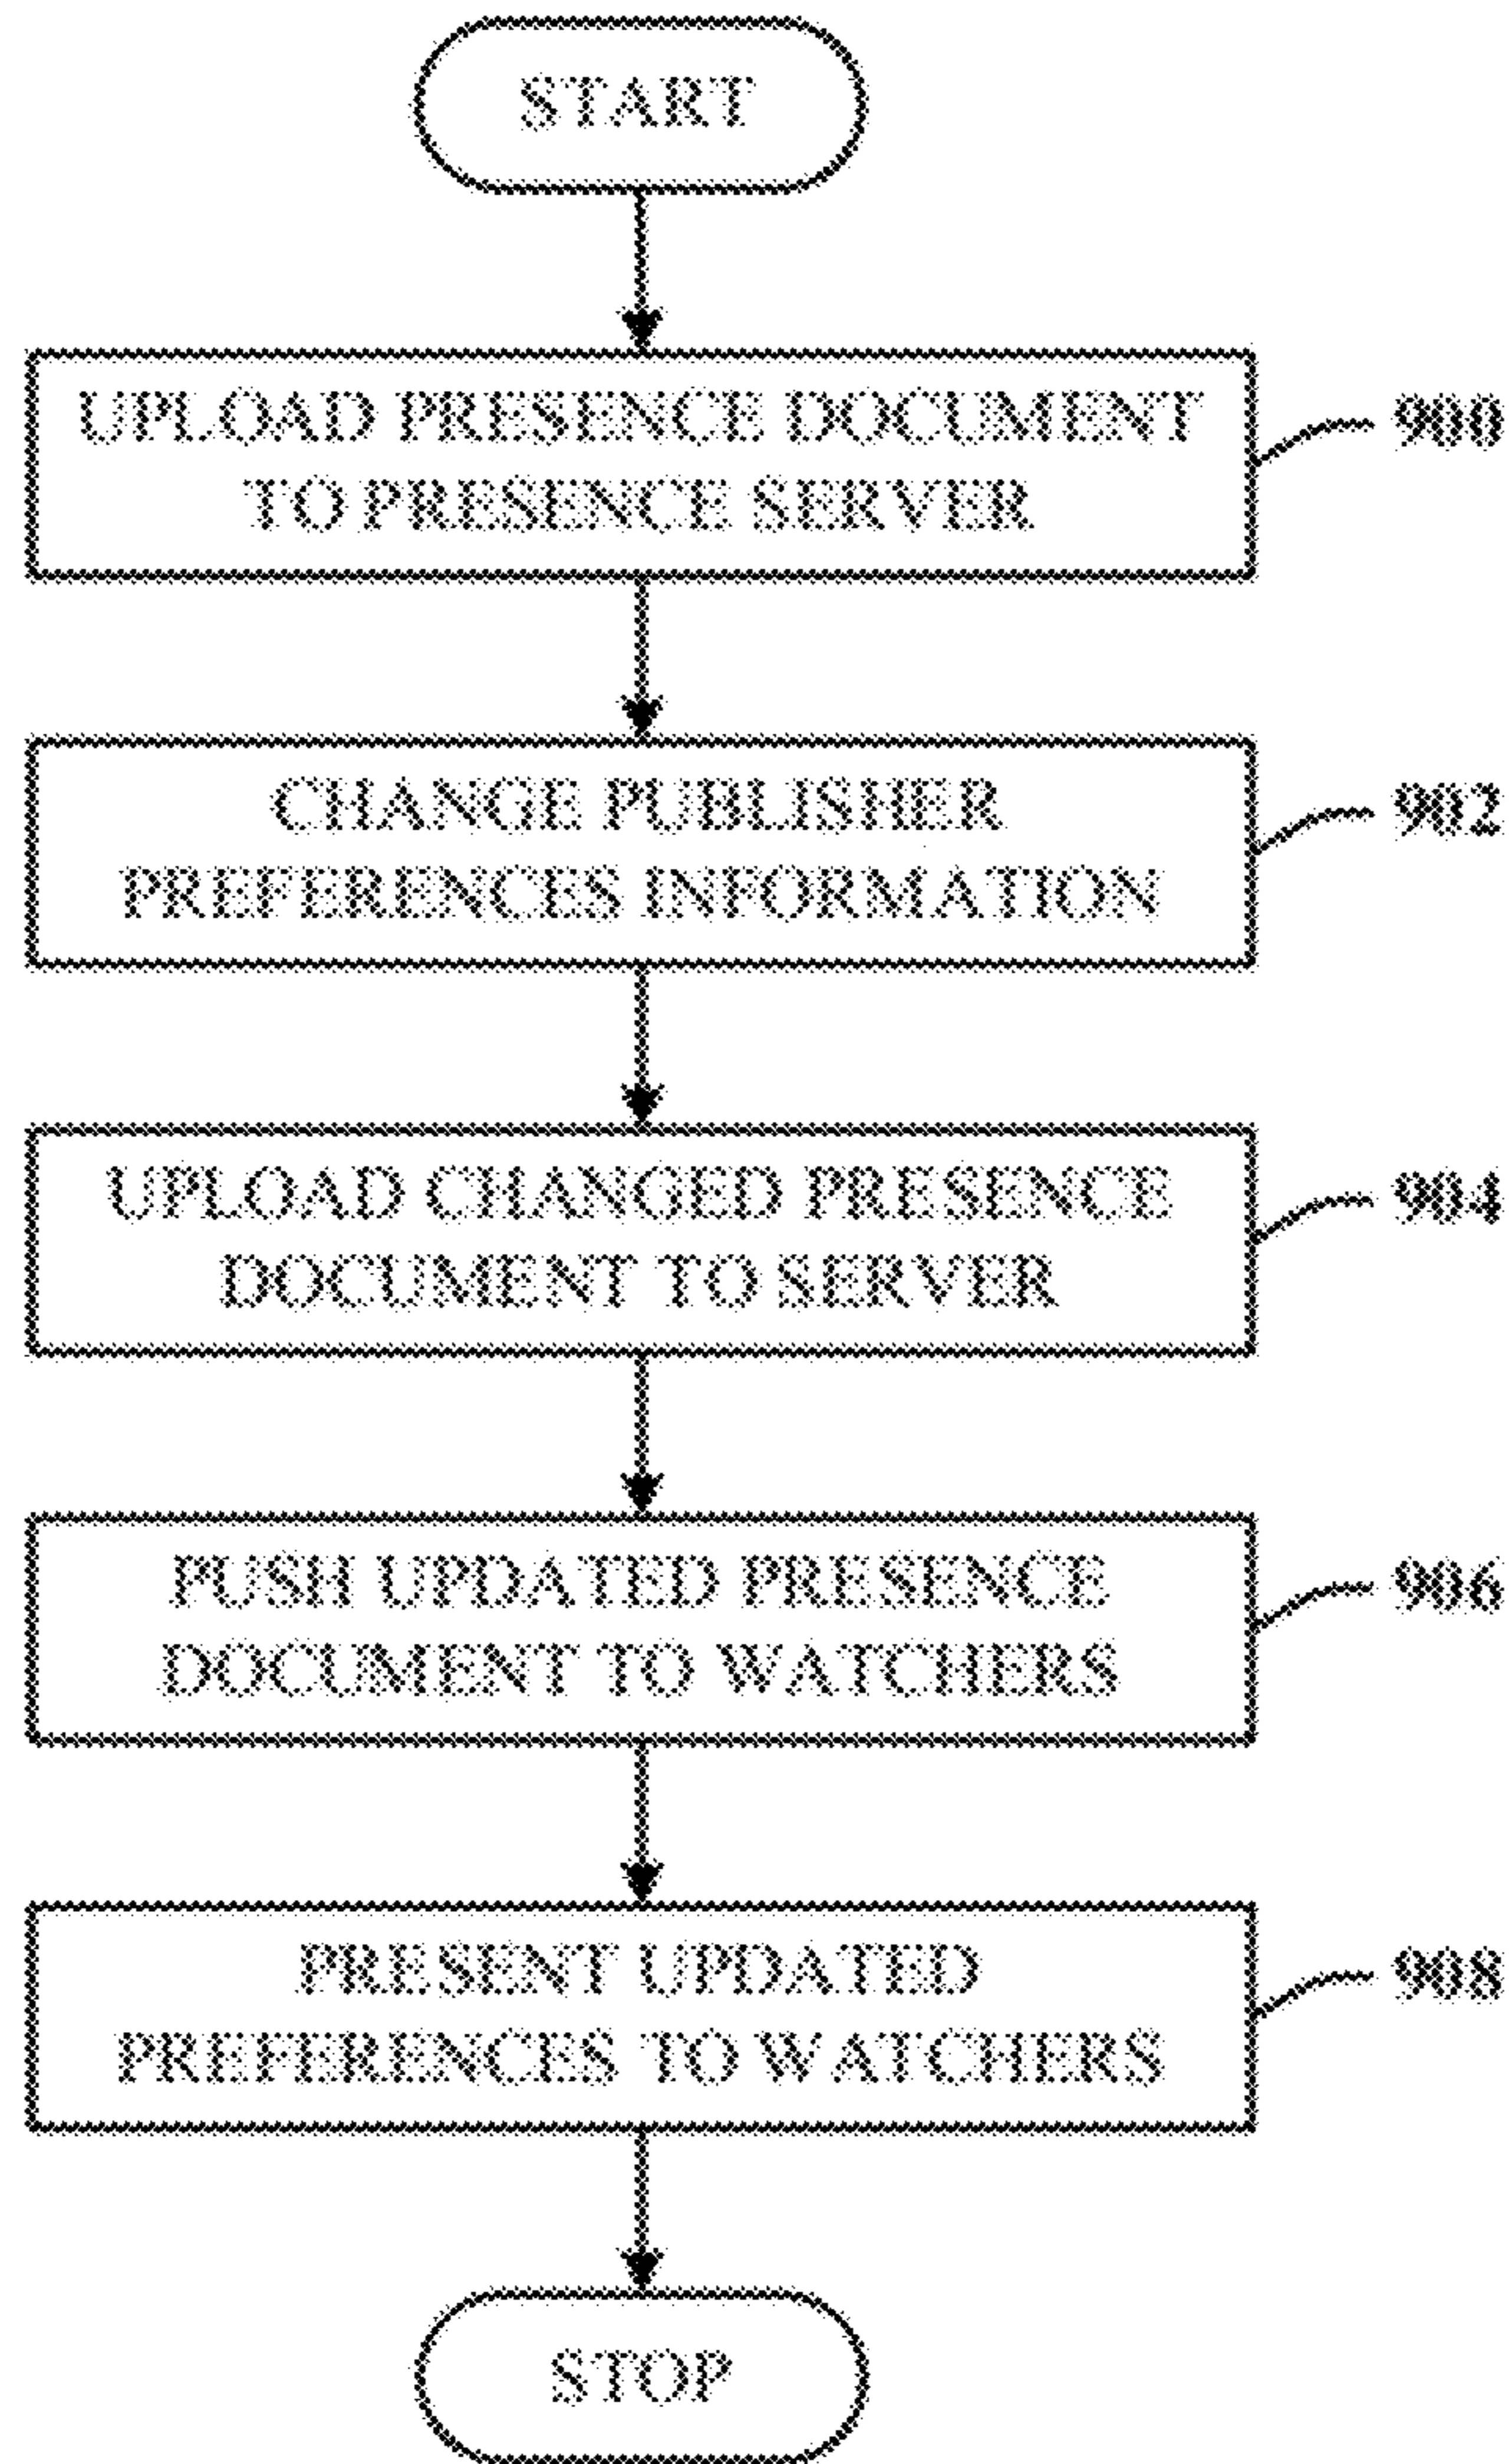 START
UPLOAD PRESENCE DOCUMENT
TO PRESENCE SERVER
900
CHANGE PUBLISHER
PREFERENCES INFORMATION
902
UPLOAD CHANGED PRESENCE
DOCUMENT TO SERVER
904
PUSH UPDATED PRESENCE
DOCUMENT TO WATCHERS
906
PRESENT UPDATED
PREFERENCES TO WATCHERS
908
STOP